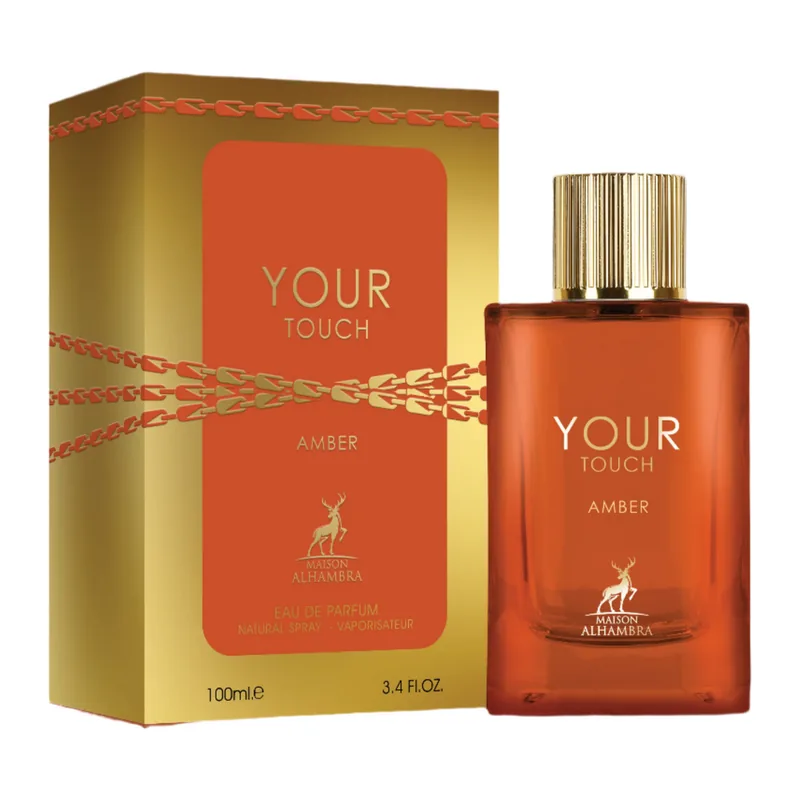 YOUR
TOUCH
AMBER
MAISON
ALHAMBRA
EAU DE PARFUM
NATURAL SPRAY - VAPORISATEUR
100ml.e
3.4 FI.OZ.
YOUR
TOUCH
AMBER
MAISON
ALHAMBRA